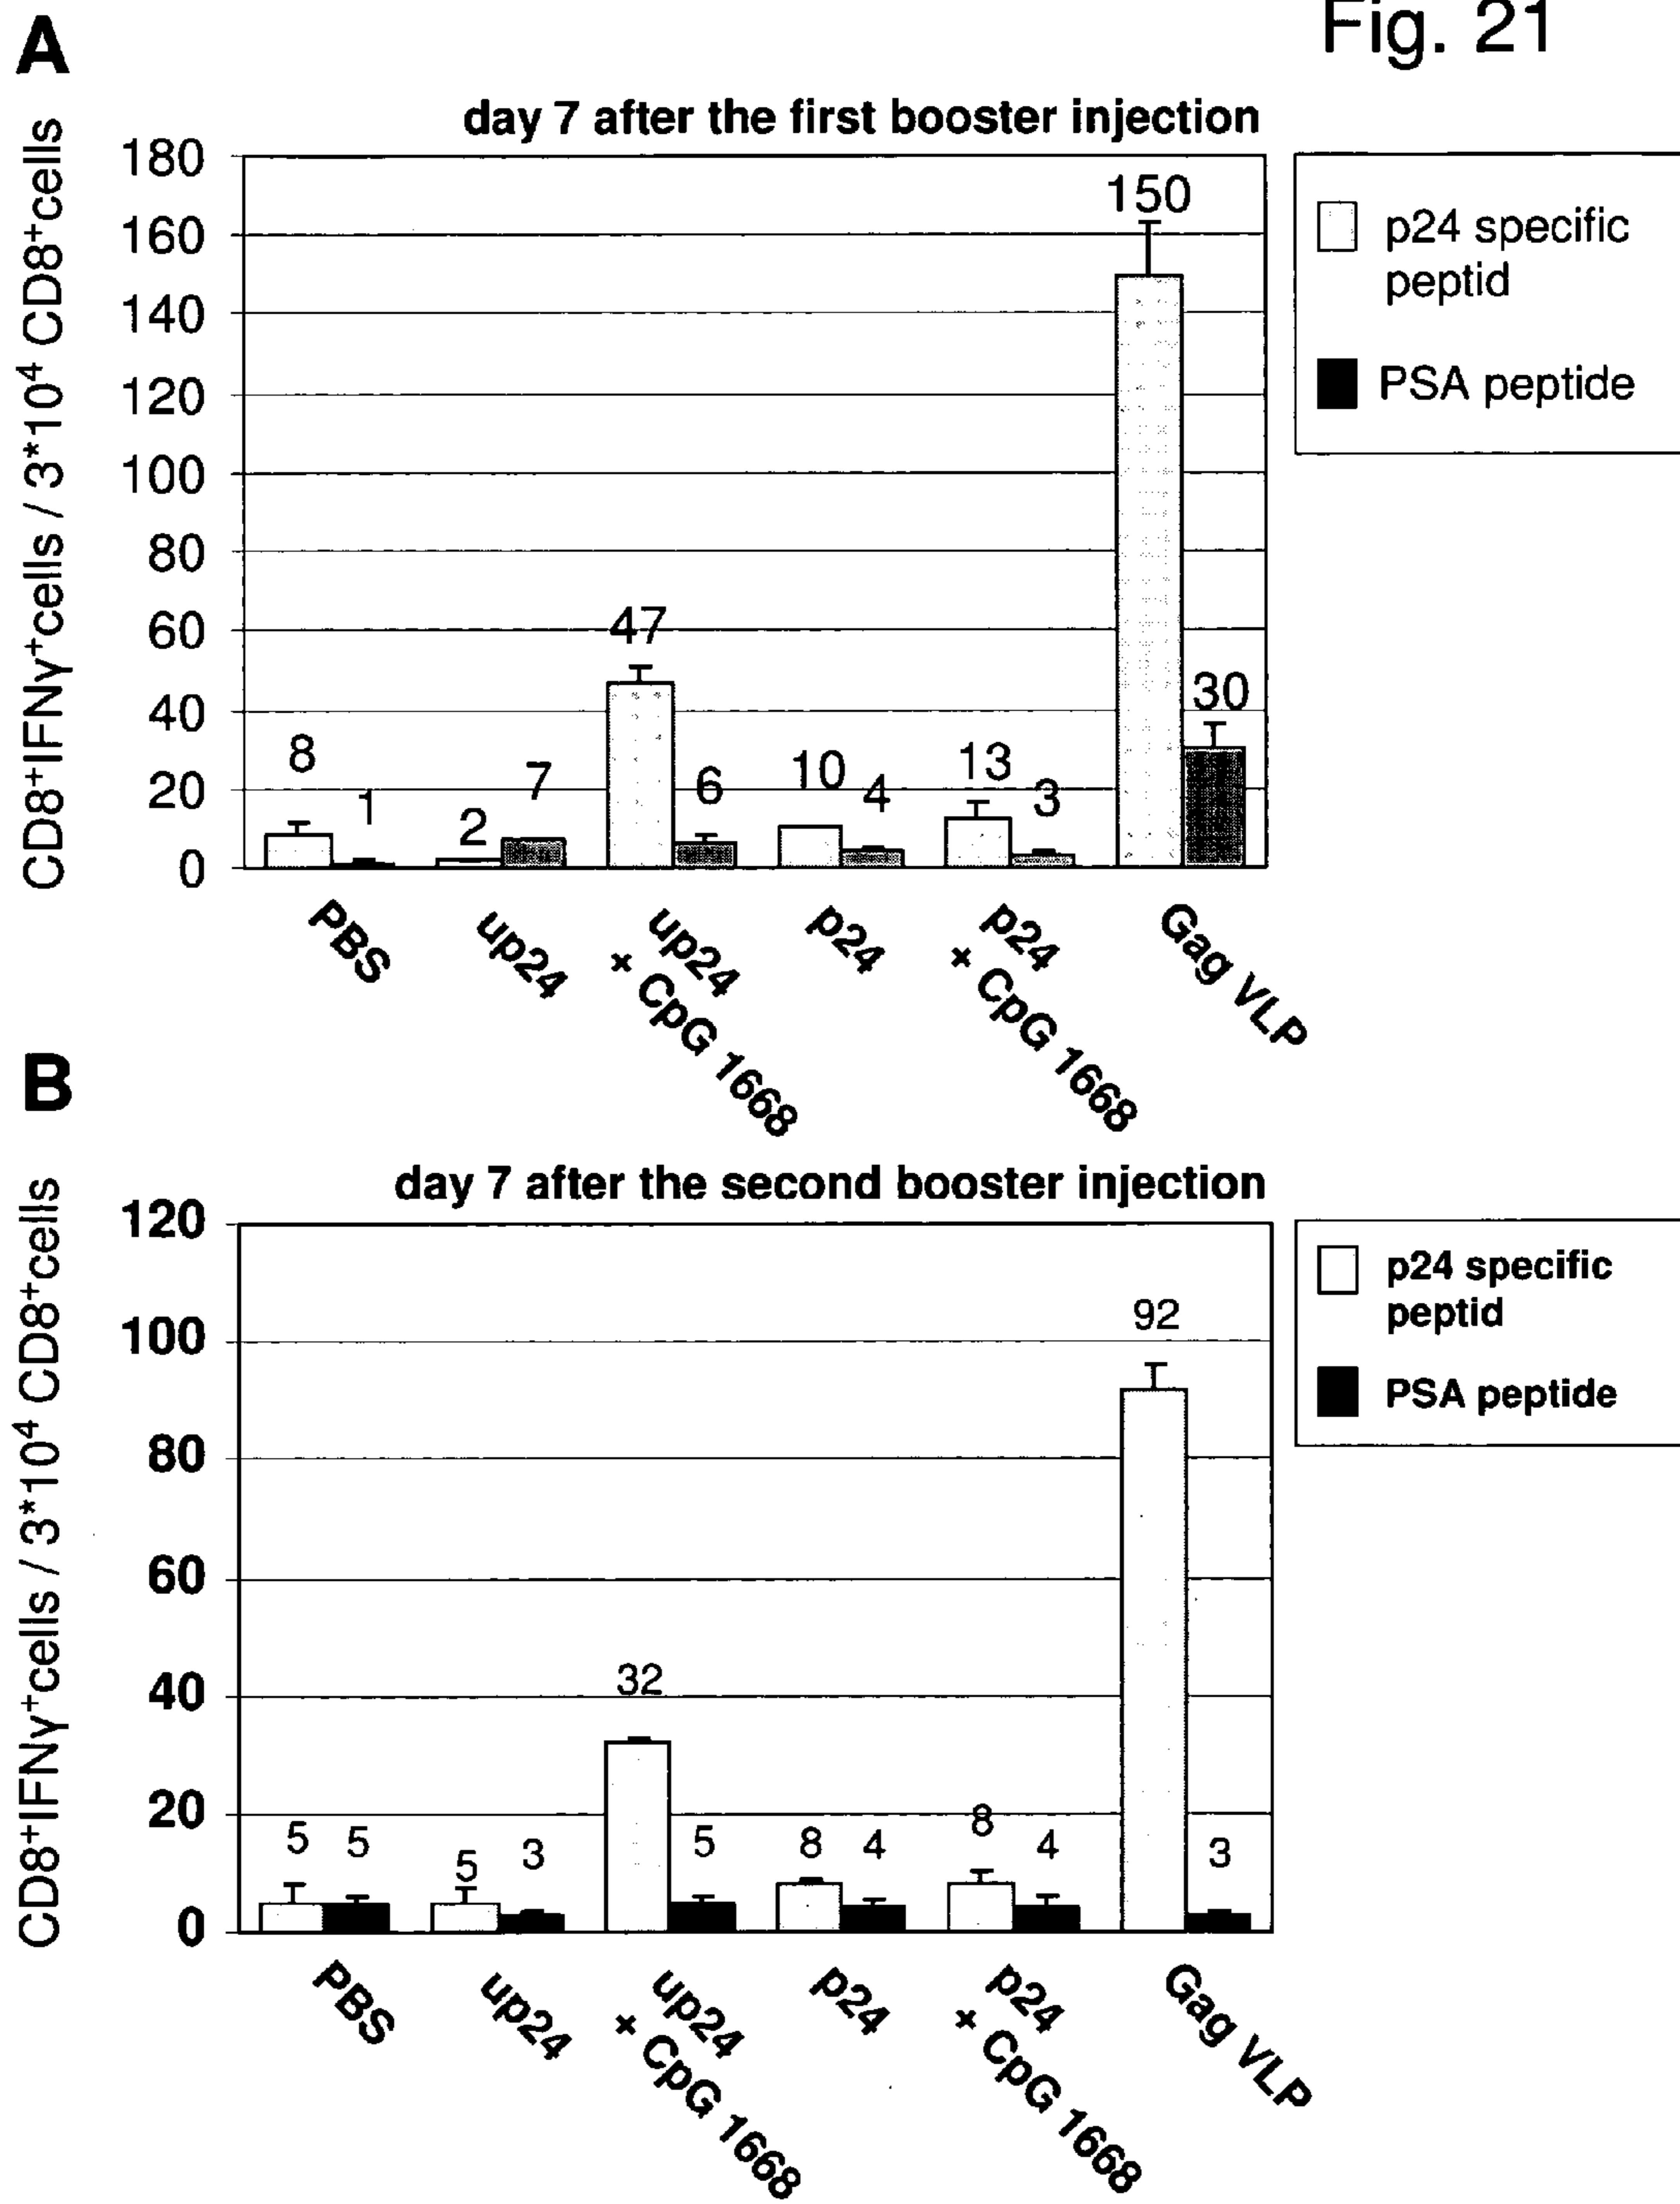 Fig. 21
A
day 7 after the first booster injection
CD8⁺IFNγ⁺cells / 3*10⁴ CD8⁺cells
180
160
140
120
100
80
60
40
20
0
8
1
2
7
47
6
10
4
13
3
150
30
PBS
up24
up24
+ CpG 1668
p24
p24
+ CpG 1668
Gag VLP
p24 specific
peptid
PSA peptide
B
day 7 after the second booster injection
CD8⁺IFNγ⁺cells / 3*10⁴ CD8⁺cells
120
100
80
60
40
20
0
5
5
5
3
32
5
8
4
8
4
92
3
PBS
up24
up24
+ CpG 1668
p24
p24
+ CpG 1668
Gag VLP
p24 specific
peptid
PSA peptide